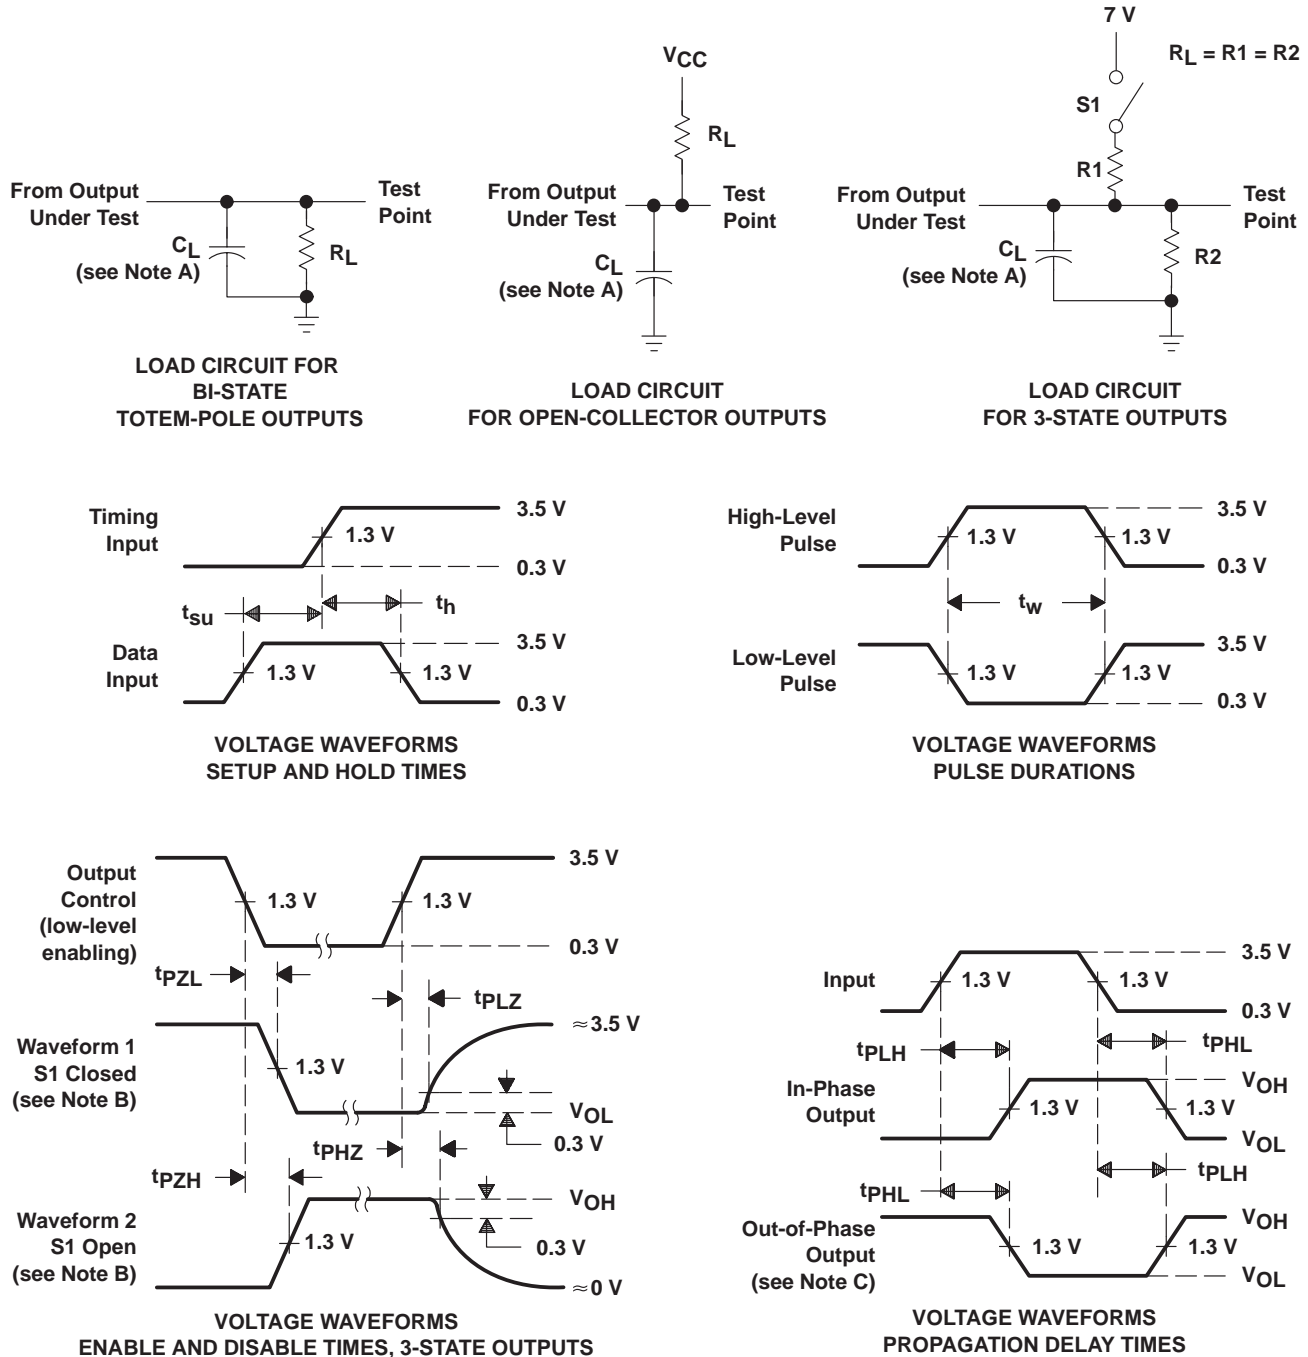 From Output
Under Test
Test
Point
CL
(see Note A)
RL
LOAD CIRCUIT FOR
BI-STATE
TOTEM-POLE OUTPUTS
VCC
RL
From Output
Under Test
Test
Point
CL
(see Note A)
LOAD CIRCUIT
FOR OPEN-COLLECTOR OUTPUTS
7 V
RL = R1 = R2
S1
R1
From Output
Under Test
Test
Point
CL
(see Note A)
R2
LOAD CIRCUIT
FOR 3-STATE OUTPUTS
Timing
Input
3.5 V
1.3 V
0.3 V
tsu
th
Data
Input
3.5 V
1.3 V
1.3 V
0.3 V
VOLTAGE WAVEFORMS
SETUP AND HOLD TIMES
High-Level
Pulse
3.5 V
1.3 V
1.3 V
0.3 V
tw
Low-Level
Pulse
3.5 V
1.3 V
1.3 V
0.3 V
VOLTAGE WAVEFORMS
PULSE DURATIONS
Output
Control
(low-level
enabling)
3.5 V
1.3 V
1.3 V
0.3 V
tPZL
tPLZ
Waveform 1
S1 Closed
(see Note B)
≈3.5 V
1.3 V
VOL
0.3 V
tPHZ
tPZH
Waveform 2
S1 Open
(see Note B)
VOH
1.3 V
0.3 V
≈0 V
VOLTAGE WAVEFORMS
ENABLE AND DISABLE TIMES, 3-STATE OUTPUTS
Input
3.5 V
1.3 V
1.3 V
0.3 V
tPLH
tPHL
In-Phase
Output
VOH
1.3 V
1.3 V
VOL
tPHL
tPLH
Out-of-Phase
Output
(see Note C)
VOH
1.3 V
1.3 V
VOL
VOLTAGE WAVEFORMS
PROPAGATION DELAY TIMES